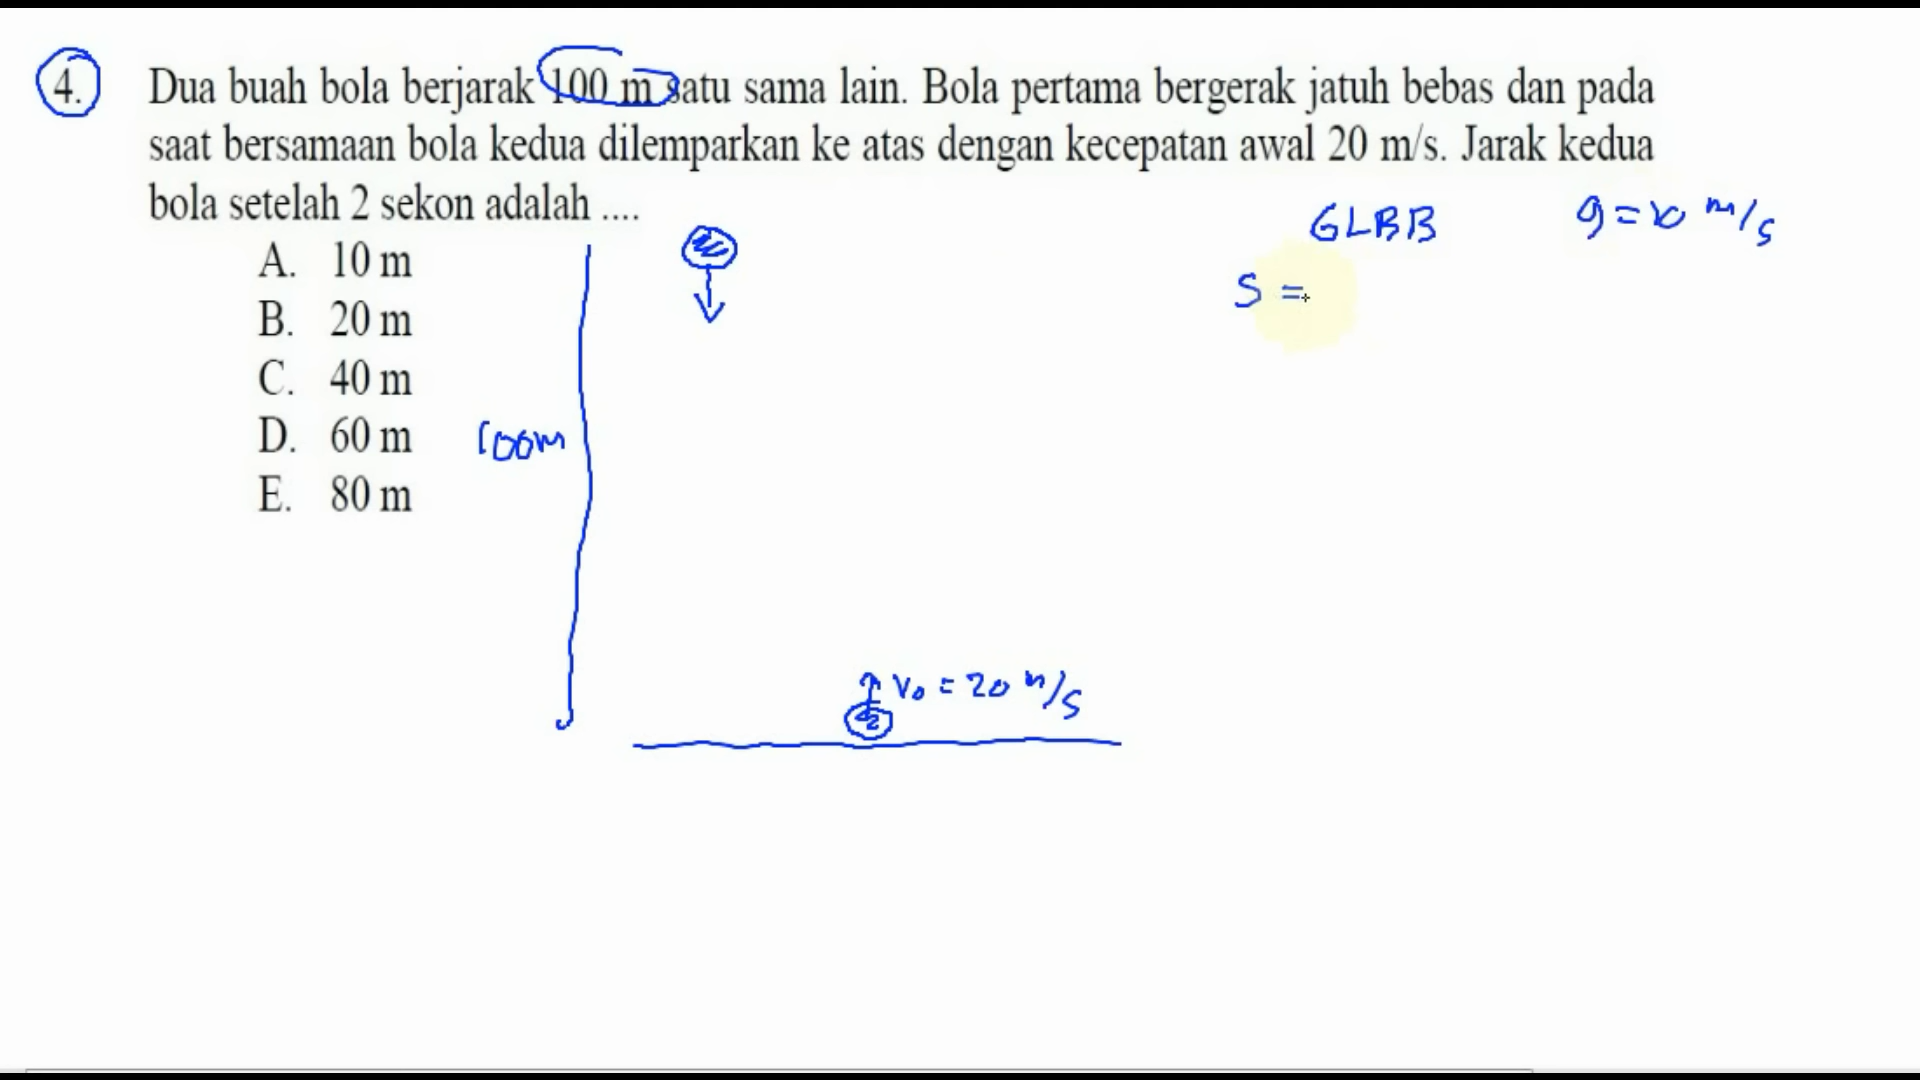 4. Dua buah bola berjarak 100 m satu sama lain. Bola pertama bergerak jatuh bebas dan pada
saat bersamaan bola kedua dilemparkan ke atas dengan kecepatan awal 20 m/s. Jarak kedua
bola setelah 2 sekon adalah ....
A. 10 m
B. 20 m
C. 40 m
D. 60 m
E. 80 m
GLBB
g = 10 m/s
S =
100m
V₀ = 20 m/s
2